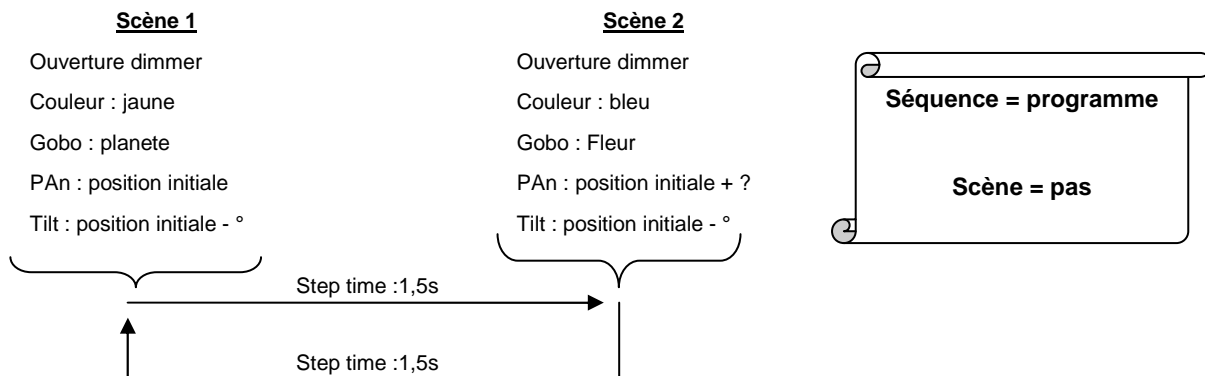 Scène 1
Ouverture dimmer
Couleur : jaune
Gobo : planete
PAn : position initiale
Tilt : position initiale - °
Scène 2
Ouverture dimmer
Couleur : bleu
Gobo : Fleur
PAn : position initiale + ?
Tilt : position initiale - °
Séquence = programme
Scène = pas
Step time :1,5s
Step time :1,5s